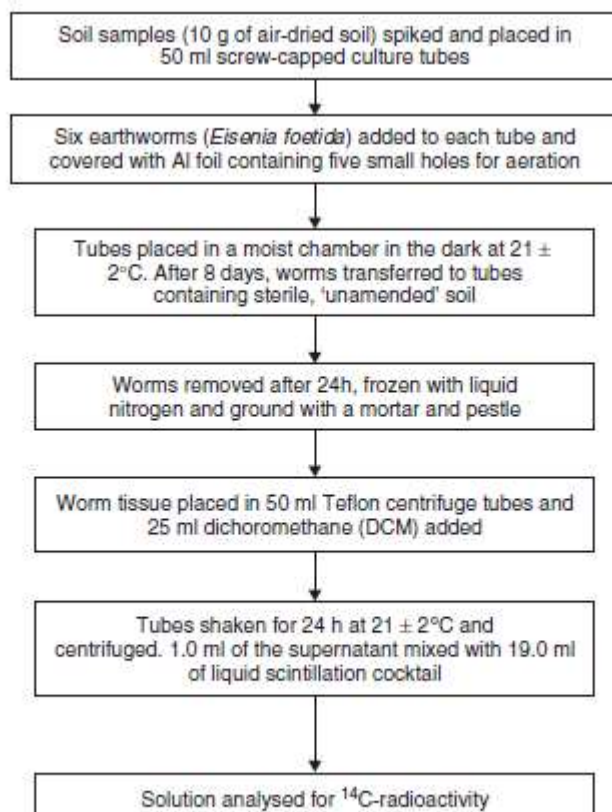 Soil samples (10 g of air-dried soil) spiked and placed in
50 ml screw-capped culture tubes
Six earthworms (Eisenia foetida) added to each tube and
covered with Al foil containing five small holes for aeration
Tubes placed in a moist chamber in the dark at 21 ±
2°C. After 8 days, worms transferred to tubes
containing sterile, ‘unamended’ soil
Worms removed after 24h, frozen with liquid
nitrogen and ground with a mortar and pestle
Worm tissue placed in 50 ml Teflon centrifuge tubes and
25 ml dichoromethane (DCM) added
Tubes shaken for 24 h at 21 ± 2°C and
centrifuged. 1.0 ml of the supernatant mixed with 19.0 ml
of liquid scintillation cocktail
Solution analysed for ¹⁴C-radioactivity